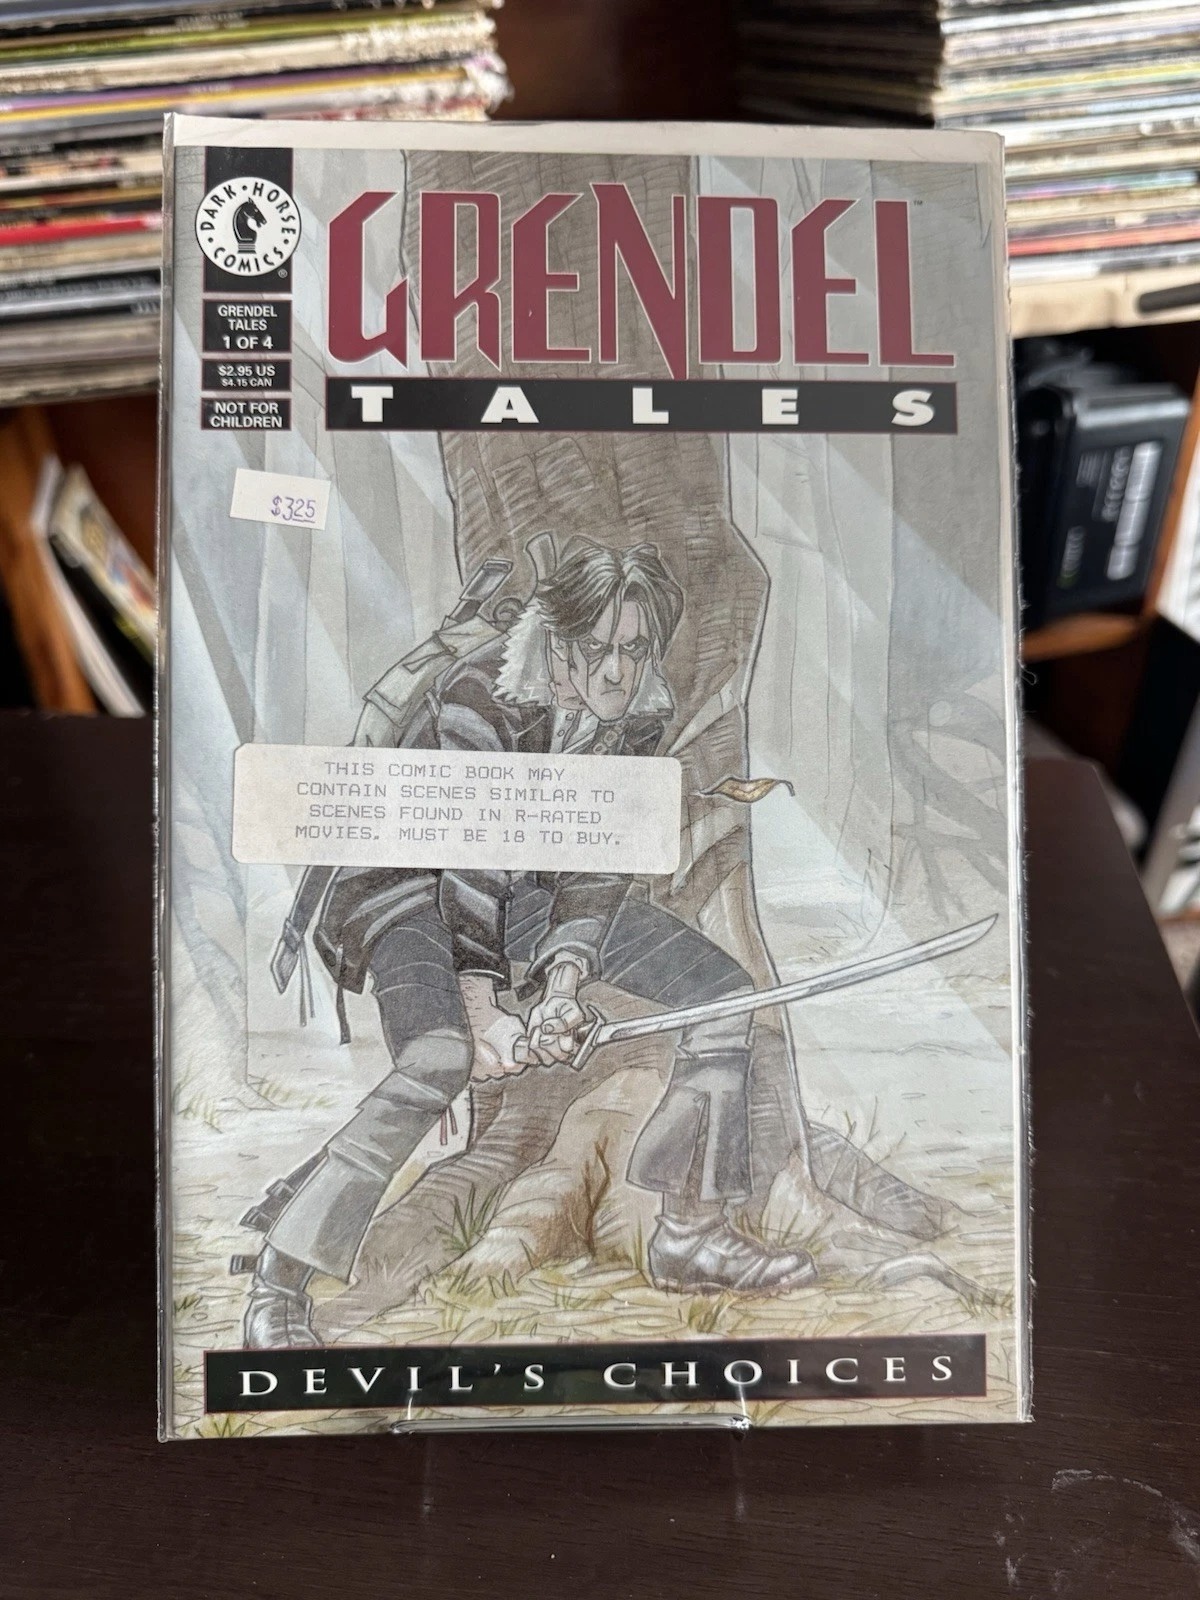 DARK · HORSE
COMICS
®
GRENDEL
TALES
1 OF 4
$2.95 US
$4.15 CAN
NOT FOR
CHILDREN
GRENDEL
™
TALES
$3.25
THIS COMIC BOOK MAY
CONTAIN SCENES SIMILAR TO
SCENES FOUND IN R-RATED
MOVIES. MUST BE 18 TO BUY.
DEVIL'S CHOICES